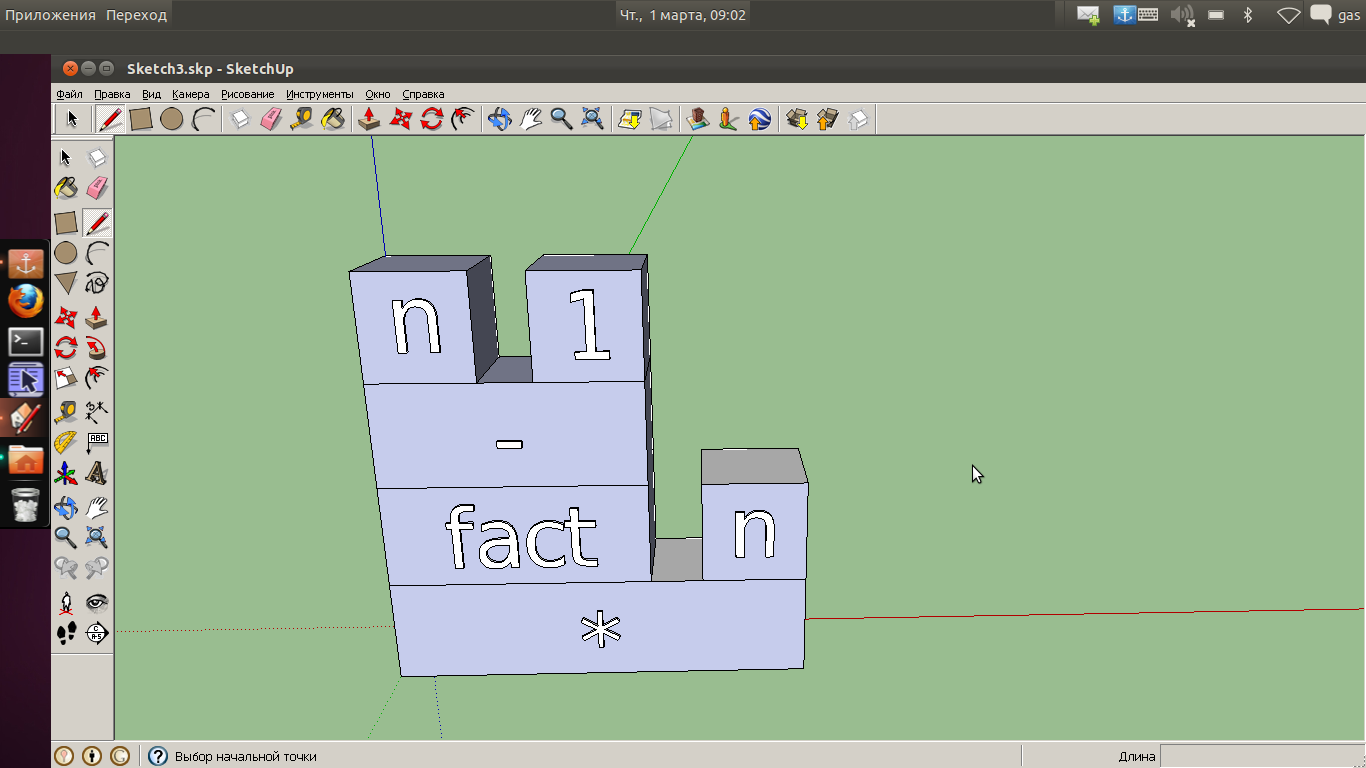 Приложения Переход
Чт., 1 марта, 09:02
gas
Sketch3.skp - SketchUp
Файл Правка Вид Камера Рисование Инструменты Окно Справка
ABC
n 1
-
fact n
*
Выбор начальной точки
Длина